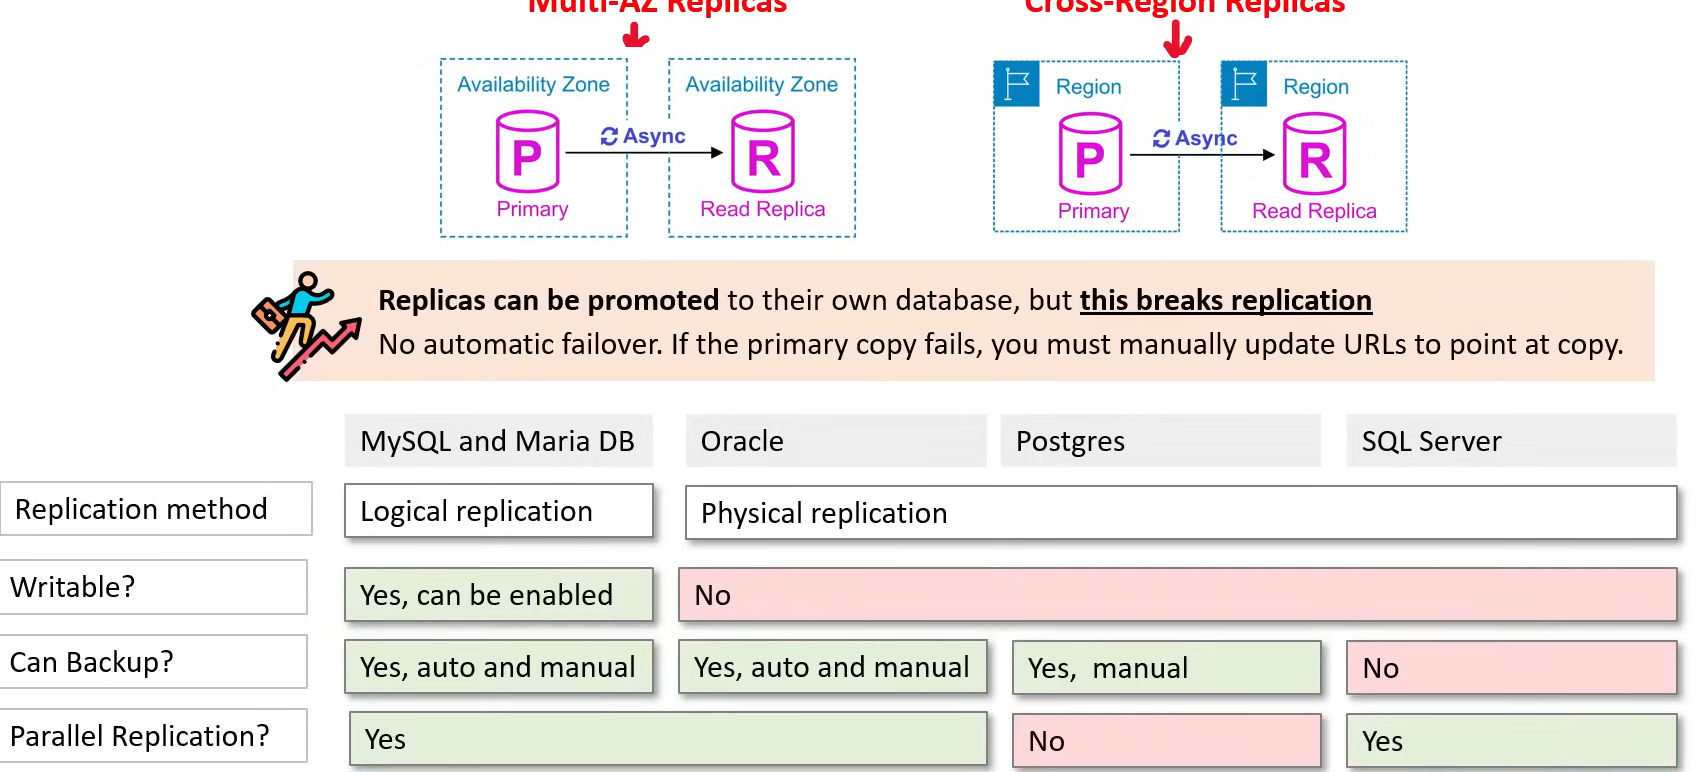 Multi-AZ Replicas
Cross-Region Replicas
Availability Zone
Availability Zone
Async
P
R
Primary
Read Replica
Region
Region
Async
P
R
Primary
Read Replica
Replicas can be promoted to their own database, but this breaks replication
No automatic failover. If the primary copy fails, you must manually update URLs to point at copy.
MySQL and Maria DB
Oracle
Postgres
SQL Server
Replication method
Logical replication
Physical replication
Writable?
Yes, can be enabled
No
Can Backup?
Yes, auto and manual
Yes, auto and manual
Yes, manual
No
Parallel Replication?
Yes
No
Yes